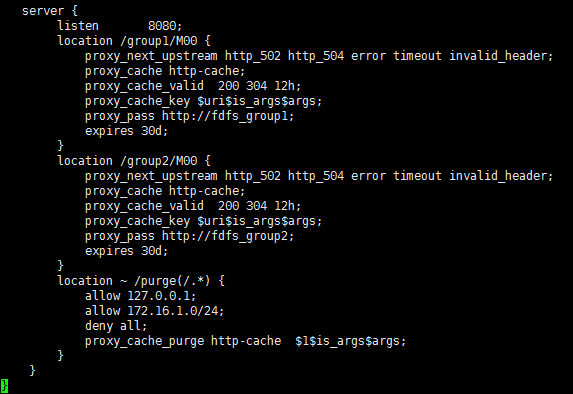 server {
listen       8080;
location /group1/M00 {
proxy_next_upstream http_502 http_504 error timeout invalid_header;
proxy_cache http-cache;
proxy_cache_valid  200 304 12h;
proxy_cache_key $uri$is_args$args;
proxy_pass http://fdfs_group1;
expires 30d;
}
location /group2/M00 {
proxy_next_upstream http_502 http_504 error timeout invalid_header;
proxy_cache http-cache;
proxy_cache_valid  200 304 12h;
proxy_cache_key $uri$is_args$args;
proxy_pass http://fdfs_group2;
expires 30d;
}
location ~ /purge(/.*) {
allow 127.0.0.1;
allow 172.16.1.0/24;
deny all;
proxy_cache_purge http-cache  $1$is_args$args;
}
}
}